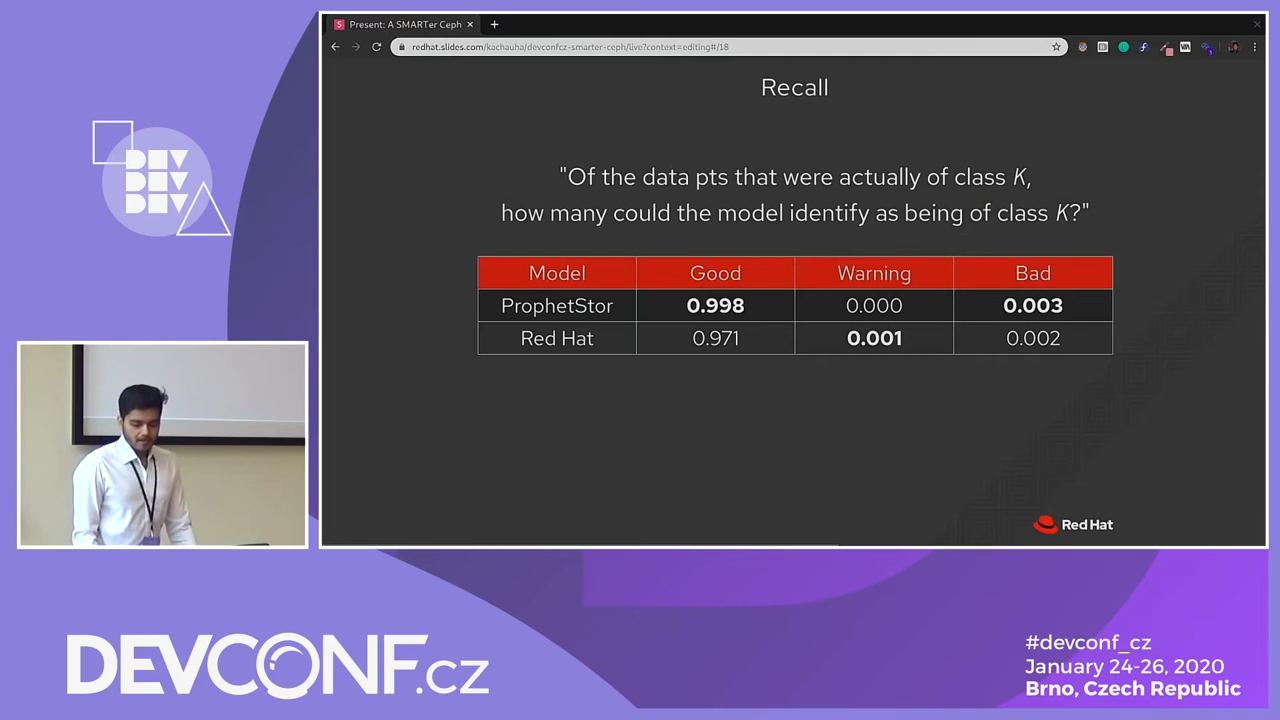 Present: A SMARTer Ceph
redhat.slides.com/kachauha/devconfcz-smarter-ceph/live?context=editing#/18
Recall
"Of the data pts that were actually of class K,
how many could the model identify as being of class K?"
Model Good Warning Bad
ProphetStor 0.998 0.000 0.003
Red Hat 0.971 0.001 0.002
Red Hat
DEV
DEV
DEV
DEVCONF.cz
#devconf_cz
January 24-26, 2020
Brno, Czech Republic